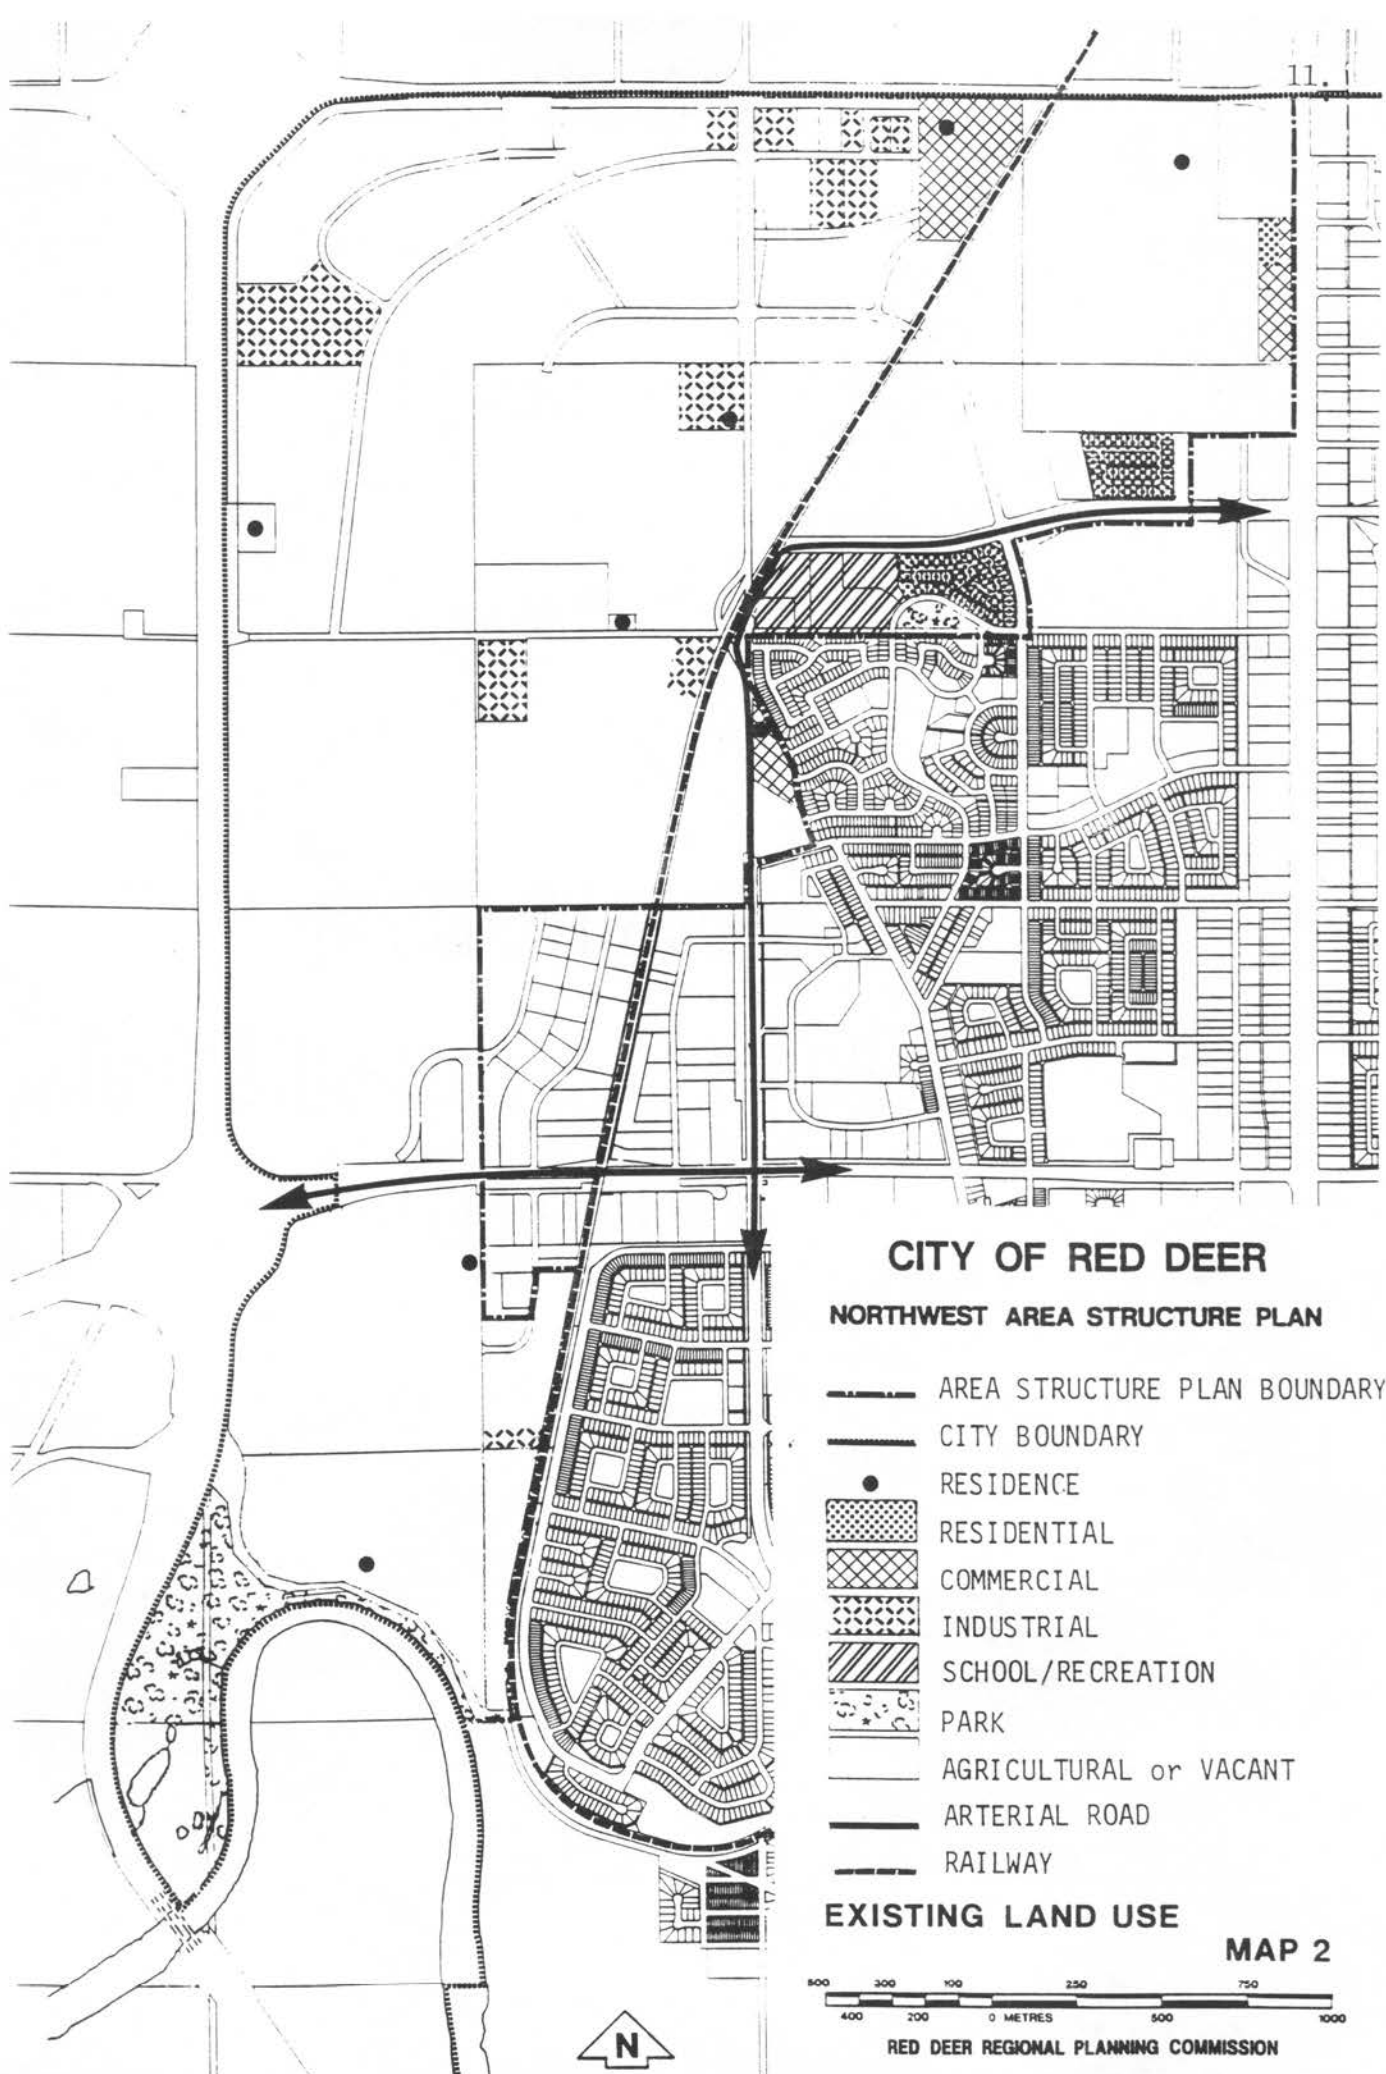 11.
CITY OF RED DEER
NORTHWEST AREA STRUCTURE PLAN
AREA STRUCTURE PLAN BOUNDARY
CITY BOUNDARY
RESIDENCE
RESIDENTIAL
COMMERCIAL
INDUSTRIAL
SCHOOL/RECREATION
PARK
AGRICULTURAL or VACANT
ARTERIAL ROAD
RAILWAY
EXISTING LAND USE
MAP 2
500 300 100 250 750
400 200 0 METRES 500 1000
RED DEER REGIONAL PLANNING COMMISSION
N